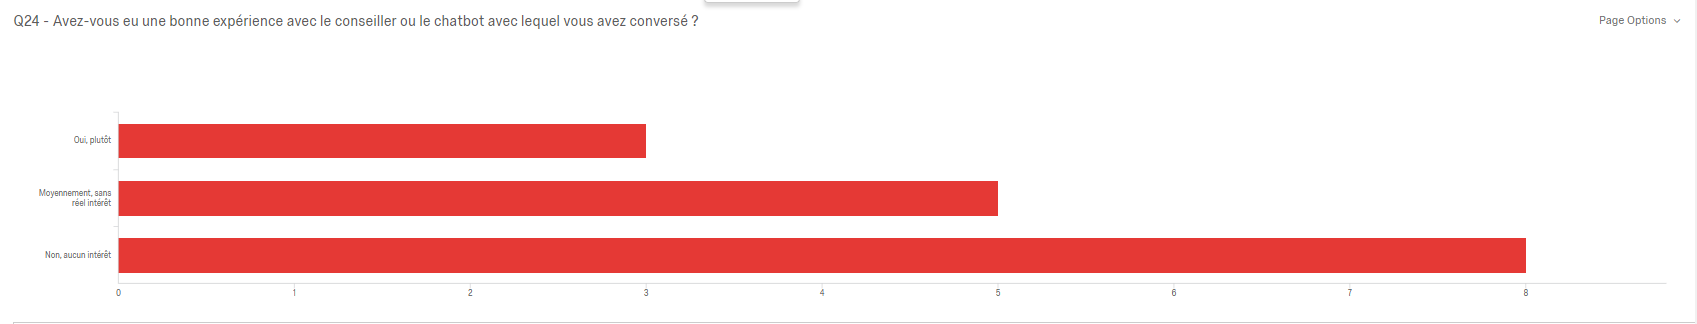 Q24 - Avez-vous eu une bonne expérience avec le conseiller ou le chatbot avec lequel vous avez conversé ?
Page Options
Oui, plutôt
Moyennement, sans
réel intérêt
Non, aucun intérêt
0 1 2 3 4 5 6 7 8